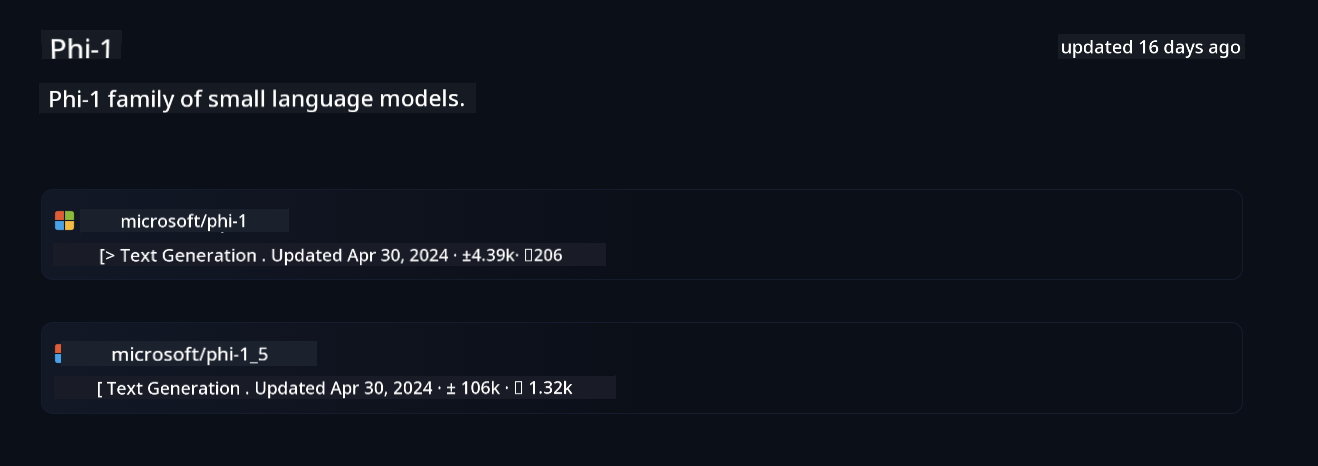 Phi-1
updated 16 days ago
Phi-1 family of small language models.
microsoft/phi-1
[> Text Generation . Updated Apr 30, 2024 · ±4.39k· ▯206
microsoft/phi-1_5
[ Text Generation . Updated Apr 30, 2024 · ± 106k · ▯ 1.32k